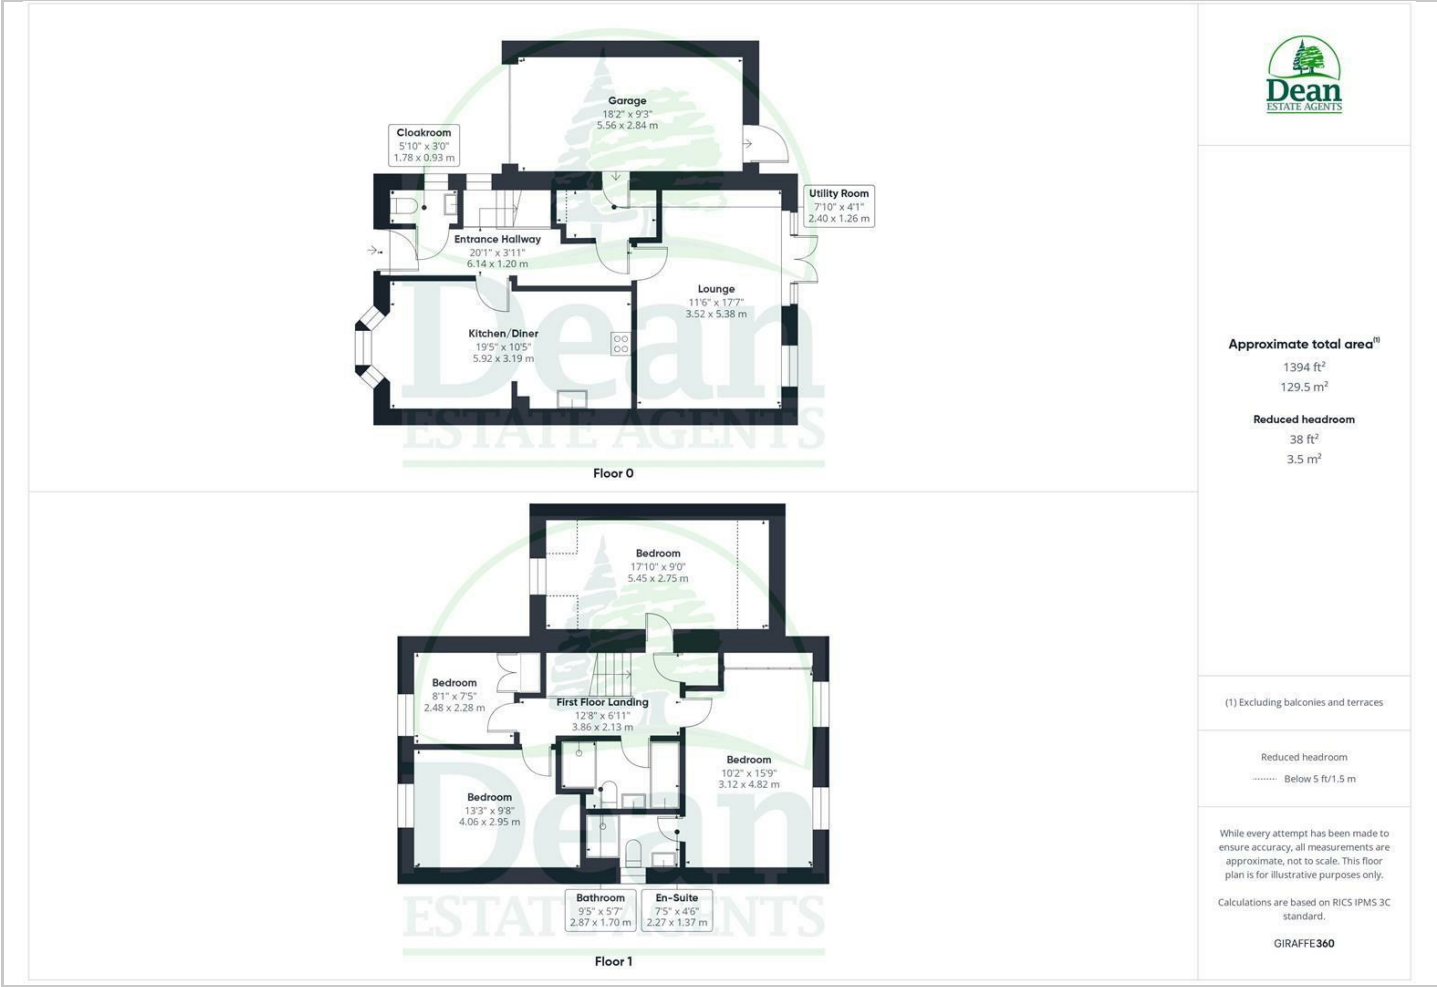 Garage
18'2" x 9'3"
5.56 x 2.84 m
Cloakroom
5'10" x 3'0"
1.78 x 0.93 m
Utility Room
7'10" x 4'1"
2.40 x 1.26 m
Entrance Hallway
20'1" x 3'11"
6.14 x 1.20 m
Lounge
11'6" x 17'7"
3.52 x 5.38 m
Kitchen/Diner
19'5" x 10'5"
5.92 x 3.19 m
Dean
ESTATE AGENTS
Floor 0
Bedroom
17'10" x 9'0"
5.45 x 2.75 m
Bedroom
8'1" x 7'5"
2.48 x 2.28 m
First Floor Landing
12'8" x 6'11"
3.86 x 2.13 m
Bedroom
10'2" x 15'9"
3.12 x 4.82 m
Bedroom
13'3" x 9'8"
4.06 x 2.95 m
Bathroom
9'5" x 5'7"
2.87 x 1.70 m
En-Suite
7'5" x 4'6"
2.27 x 1.37 m
Dean
ESTATE AGENTS
Floor 1
Dean
ESTATE AGENTS
Approximate total area(1)
1394 ft²
129.5 m²
Reduced headroom
38 ft²
3.5 m²
(1) Excluding balconies and terraces
Reduced headroom
Below 5 ft/1.5 m
While every attempt has been made to
ensure accuracy, all measurements are
approximate, not to scale. This floor
plan is for illustrative purposes only.
Calculations are based on RICS IPMS 3C
standard.
GIRAFFE360